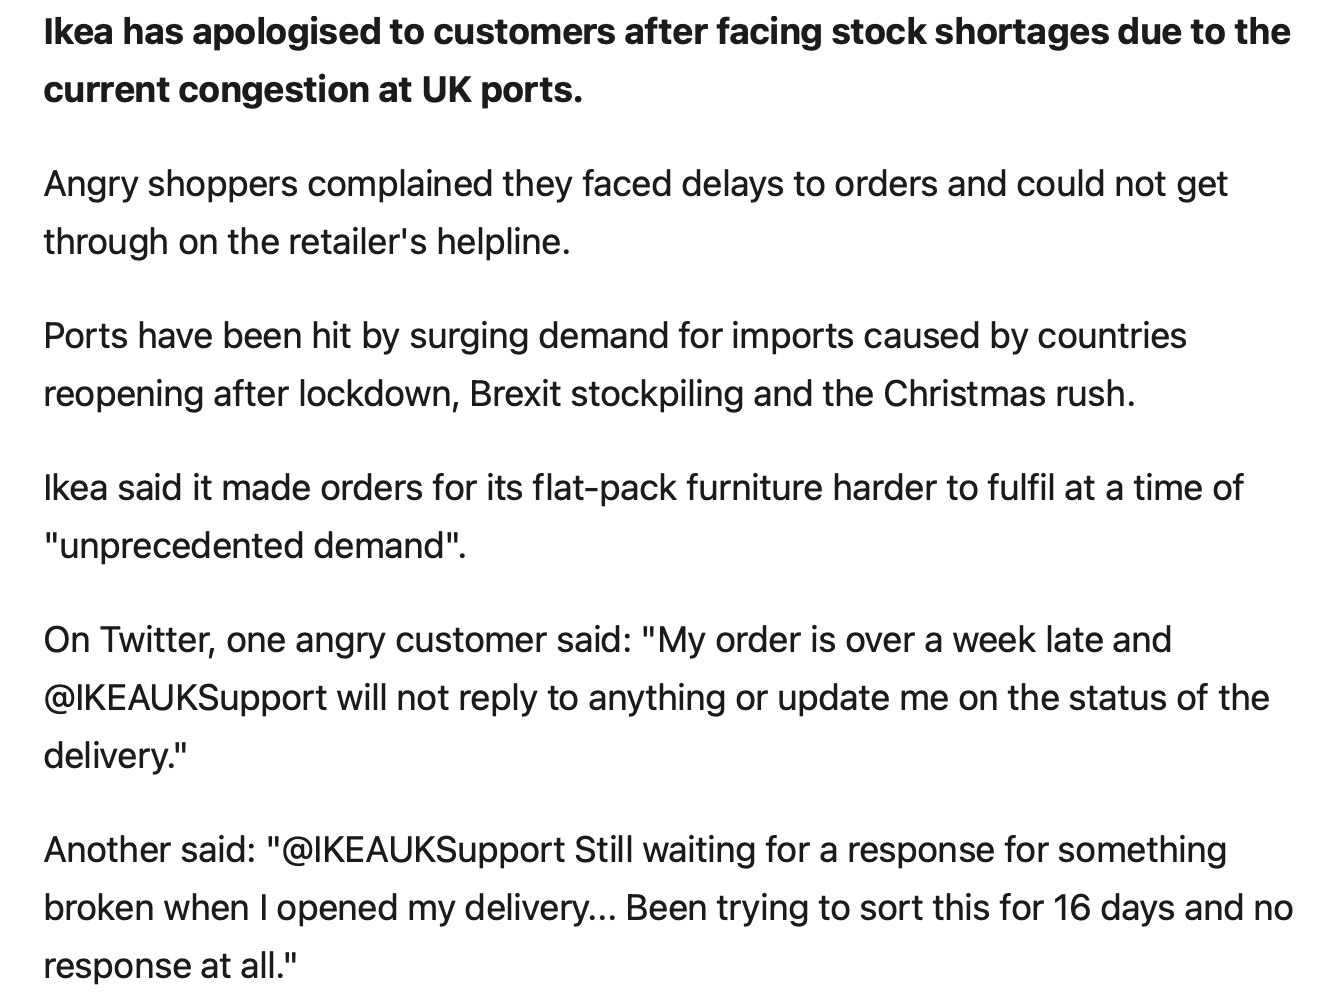 Ikea has apologised to customers after facing stock shortages due to the
current congestion at UK ports.
Angry shoppers complained they faced delays to orders and could not get
through on the retailer's helpline.
Ports have been hit by surging demand for imports caused by countries
reopening after lockdown, Brexit stockpiling and the Christmas rush.
Ikea said it made orders for its flat-pack furniture harder to fulfil at a time of
"unprecedented demand".
On Twitter, one angry customer said: "My order is over a week late and
@IKEAUKSupport will not reply to anything or update me on the status of the
delivery."
Another said: "@IKEAUKSupport Still waiting for a response for something
broken when I opened my delivery... Been trying to sort this for 16 days and no
response at all."